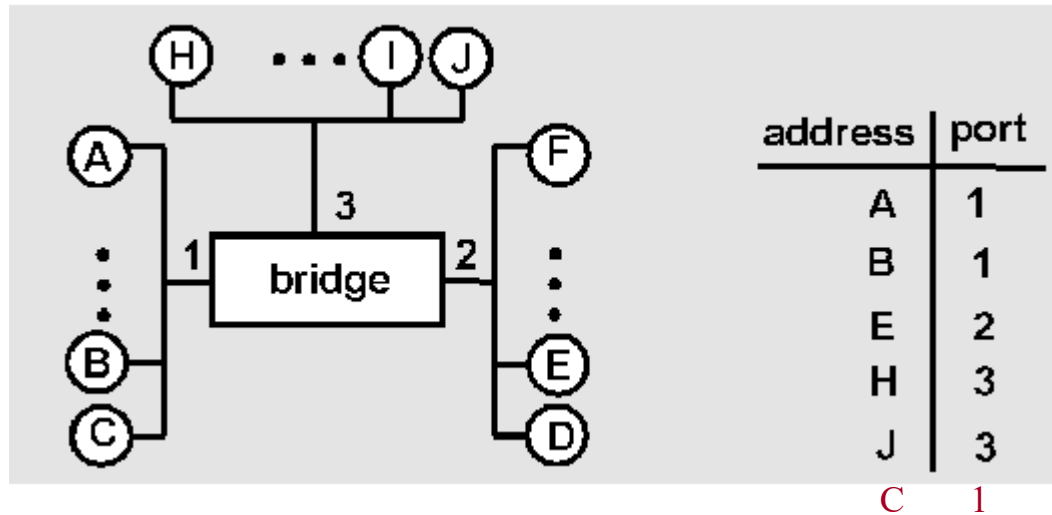 H ••• I J
A F
3
1 bridge 2
B E
C D
address port
A 1
B 1
E 2
H 3
J 3
C 1